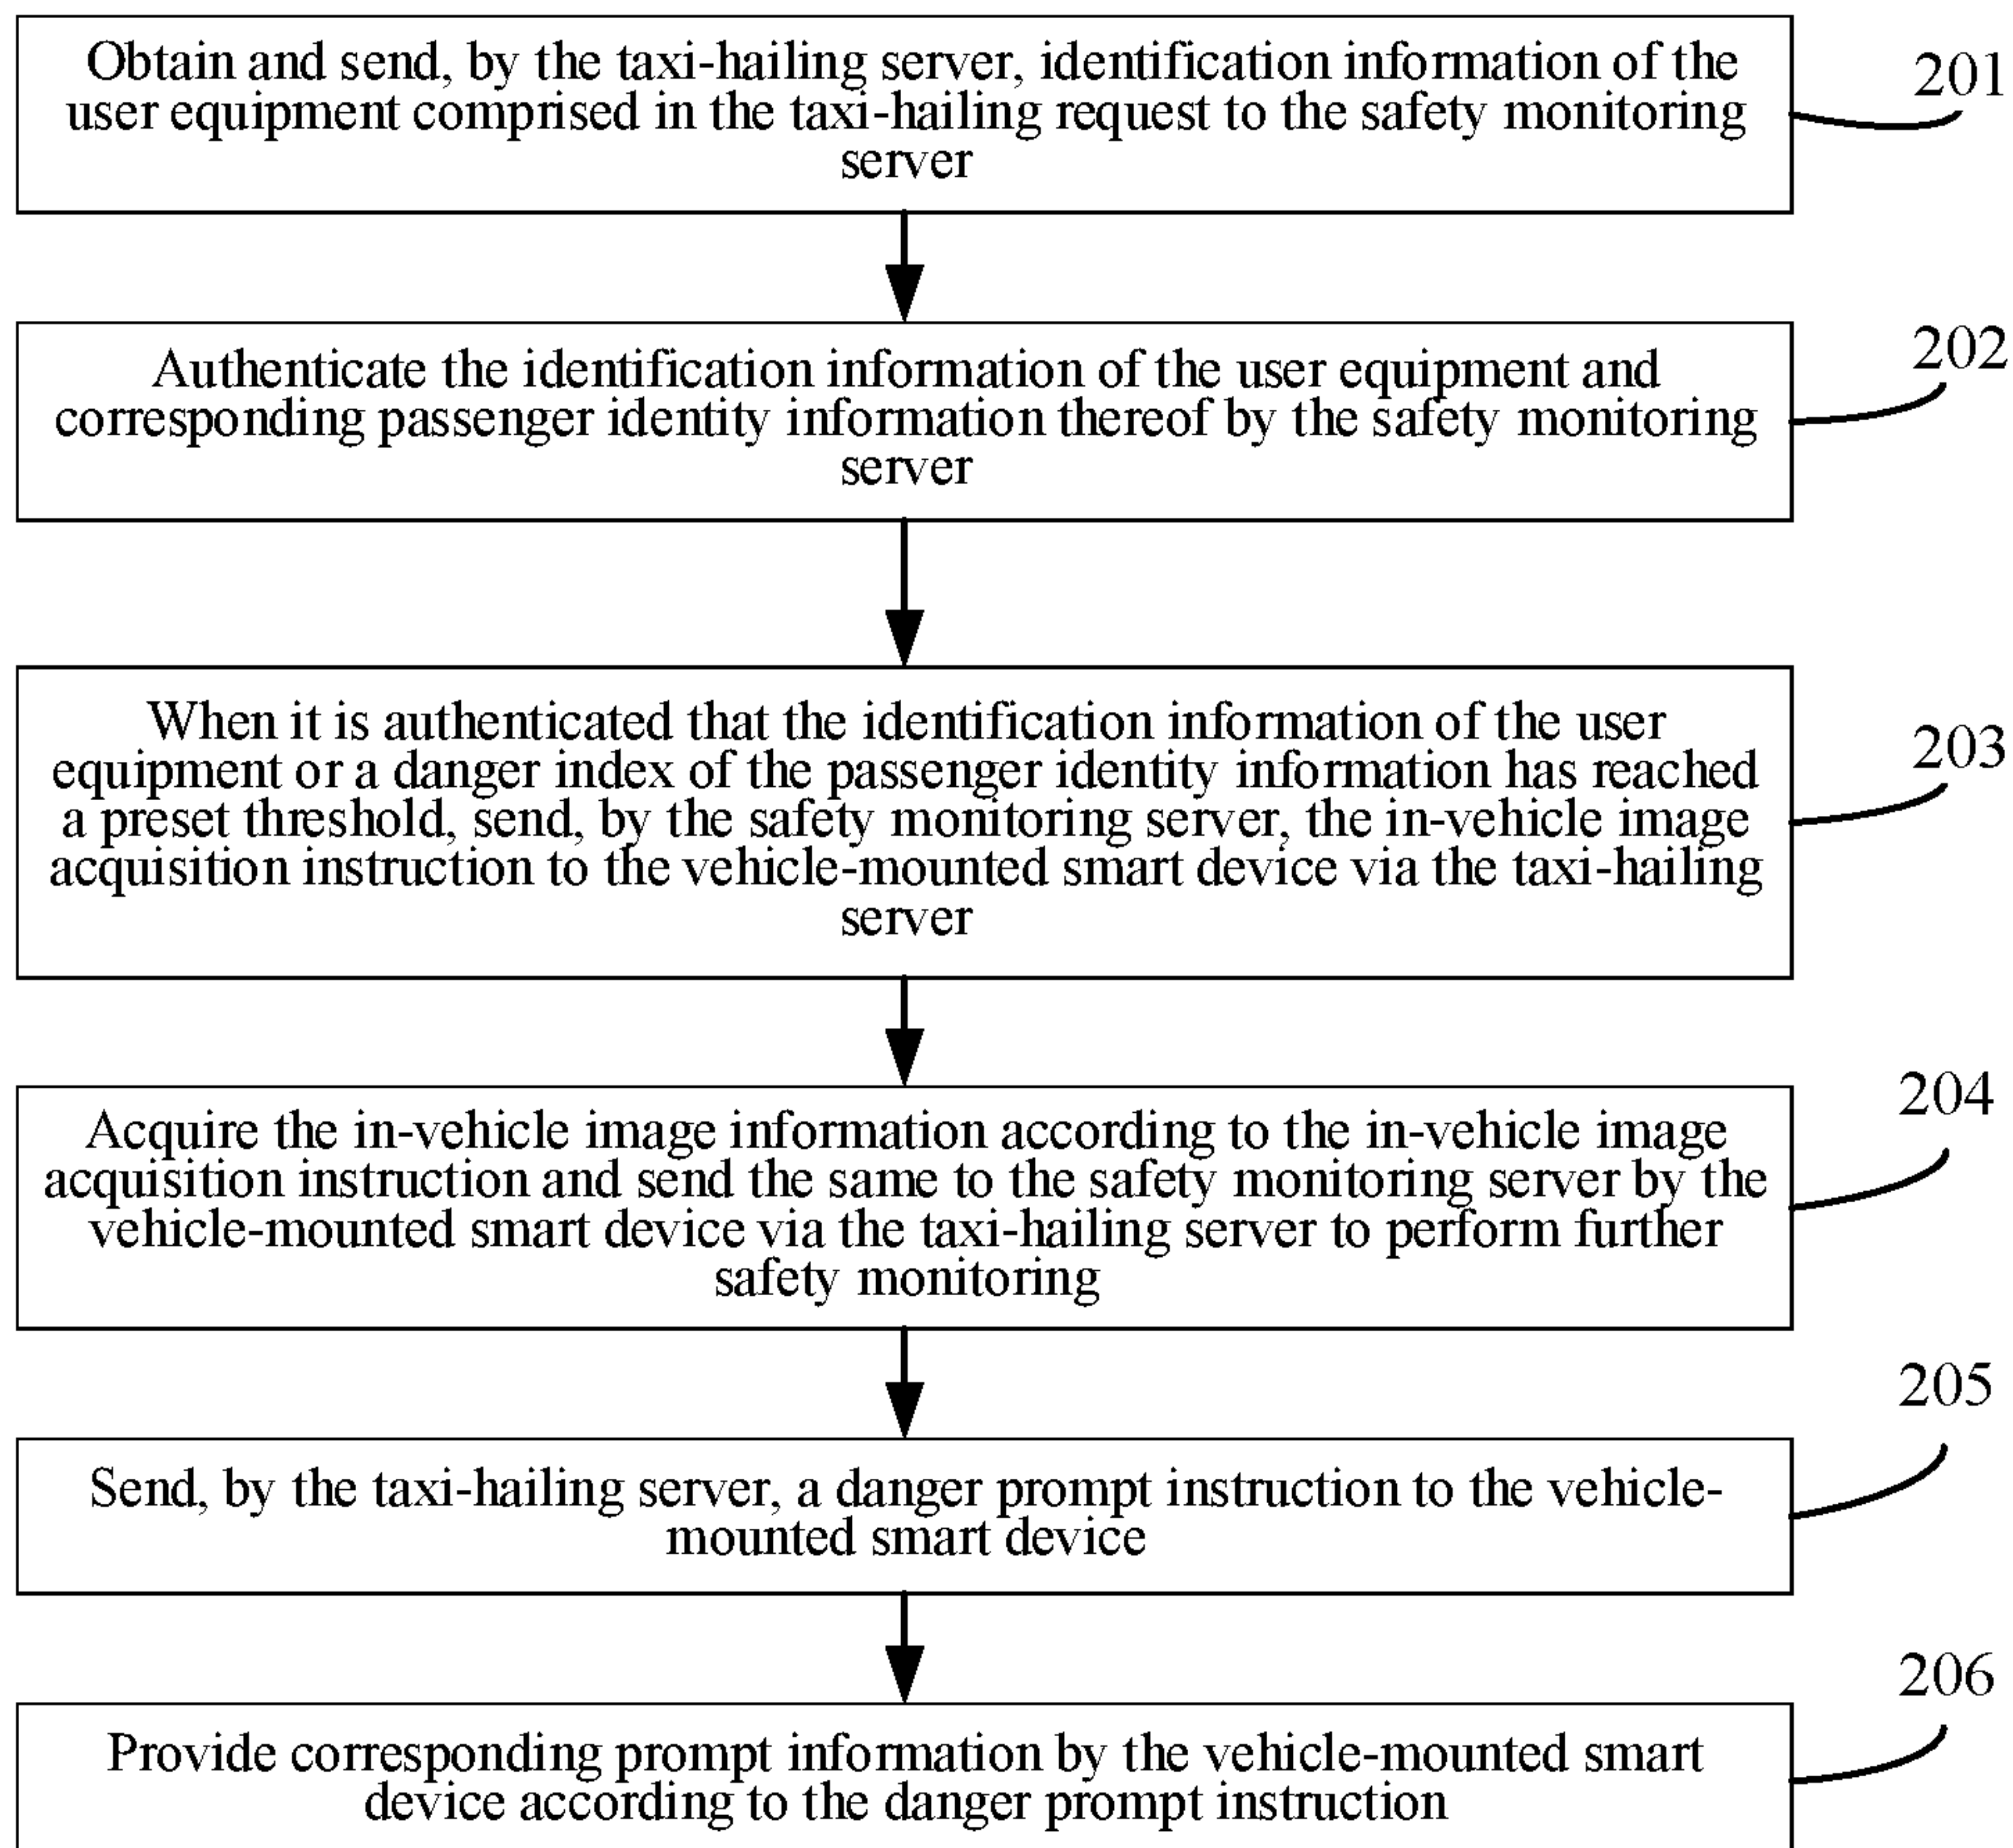 Obtain and send, by the taxi-hailing server, identification information of the
user equipment comprised in the taxi-hailing request to the safety monitoring
server
201
Authenticate the identification information of the user equipment and
corresponding passenger identity information thereof by the safety monitoring
server
202
When it is authenticated that the identification information of the user
equipment or a danger index of the passenger identity information has reached
a preset threshold, send, by the safety monitoring server, the in-vehicle image
acquisition instruction to the vehicle-mounted smart device via the taxi-hailing
server
203
Acquire the in-vehicle image information according to the in-vehicle image
acquisition instruction and send the same to the safety monitoring server by the
vehicle-mounted smart device via the taxi-hailing server to perform further
safety monitoring
204
Send, by the taxi-hailing server, a danger prompt instruction to the vehicle-
mounted smart device
205
Provide corresponding prompt information by the vehicle-mounted smart
device according to the danger prompt instruction
206